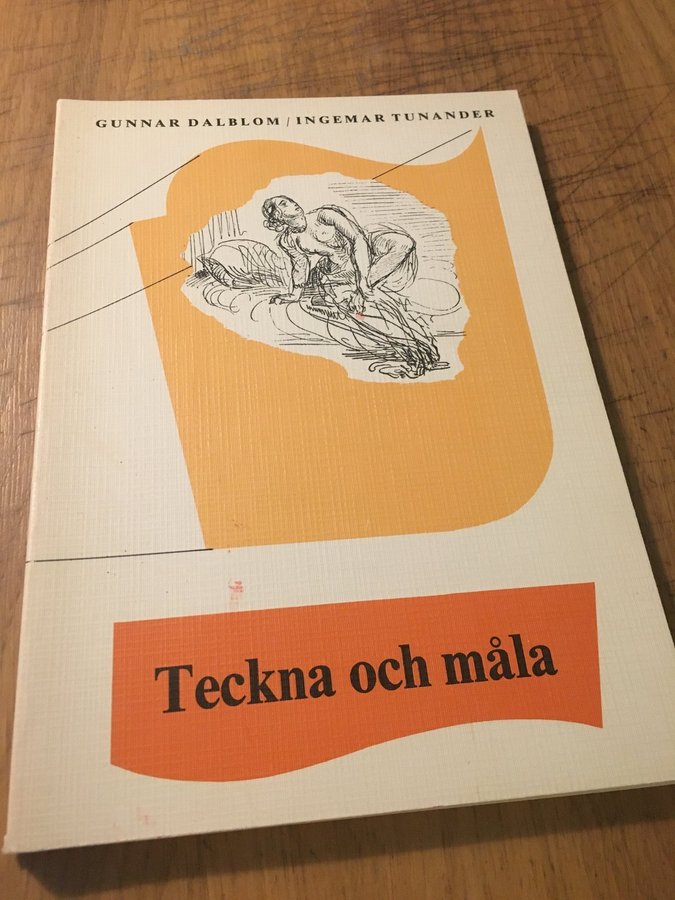 GUNNAR DALBLOM / INGEMAR TUNANDER
Teckna och måla